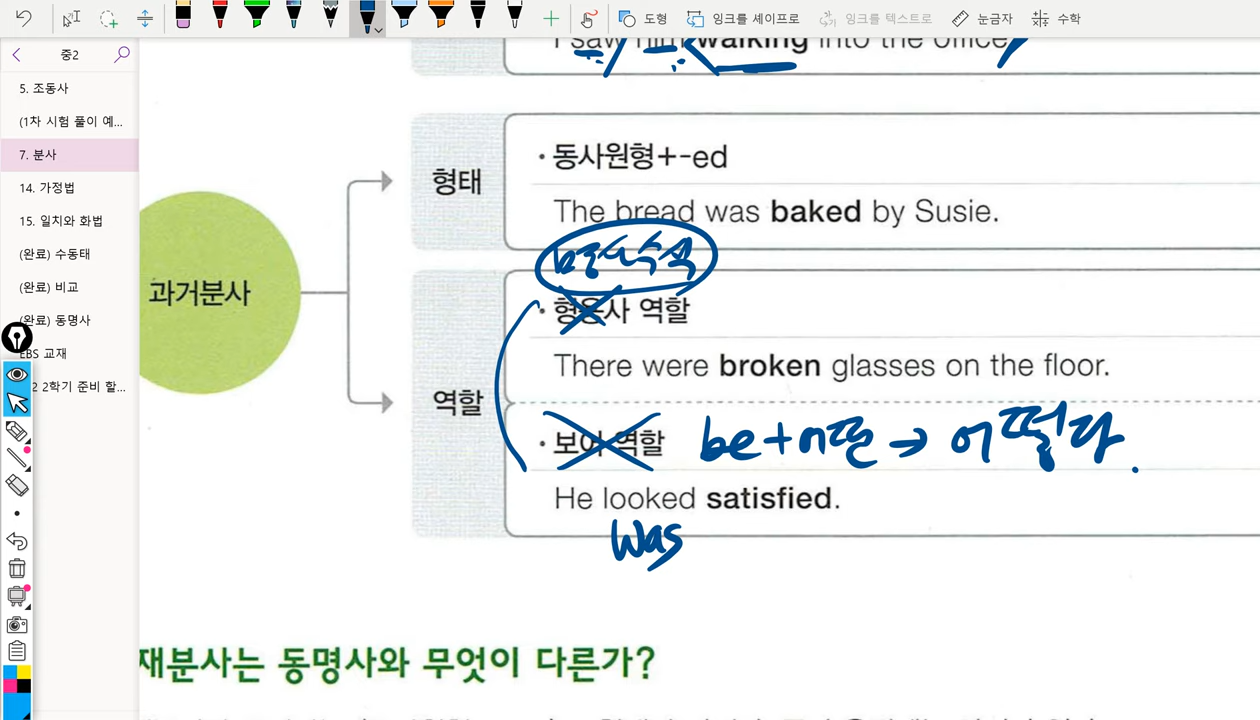 도형
잉크를 셰이프로
잉크를 텍스트로
눈금자
수학
중2
5. 조동사
(1차 시험 풀이 예...
7. 분사
14. 가정법
15. 일치와 화법
(완료) 수동태
(완료) 비교
(완료) 동명사
EBS 교재
2 2학기 준비 할...
I saw him walking into the office
과거분사
형태
· 동사원형+-ed
The bread was baked by Susie.
명사수식
역할
· 형용사 역할
There were broken glasses on the floor.
· 보어 역할
be+어떤→어떻다.
He looked satisfied.
was
재분사는 동명사와 무엇이 다른가?